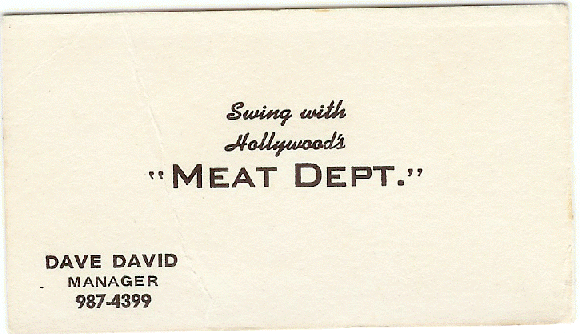 Swing with
Hollywood's
"MEAT DEPT."
DAVE DAVID
MANAGER
987-4399